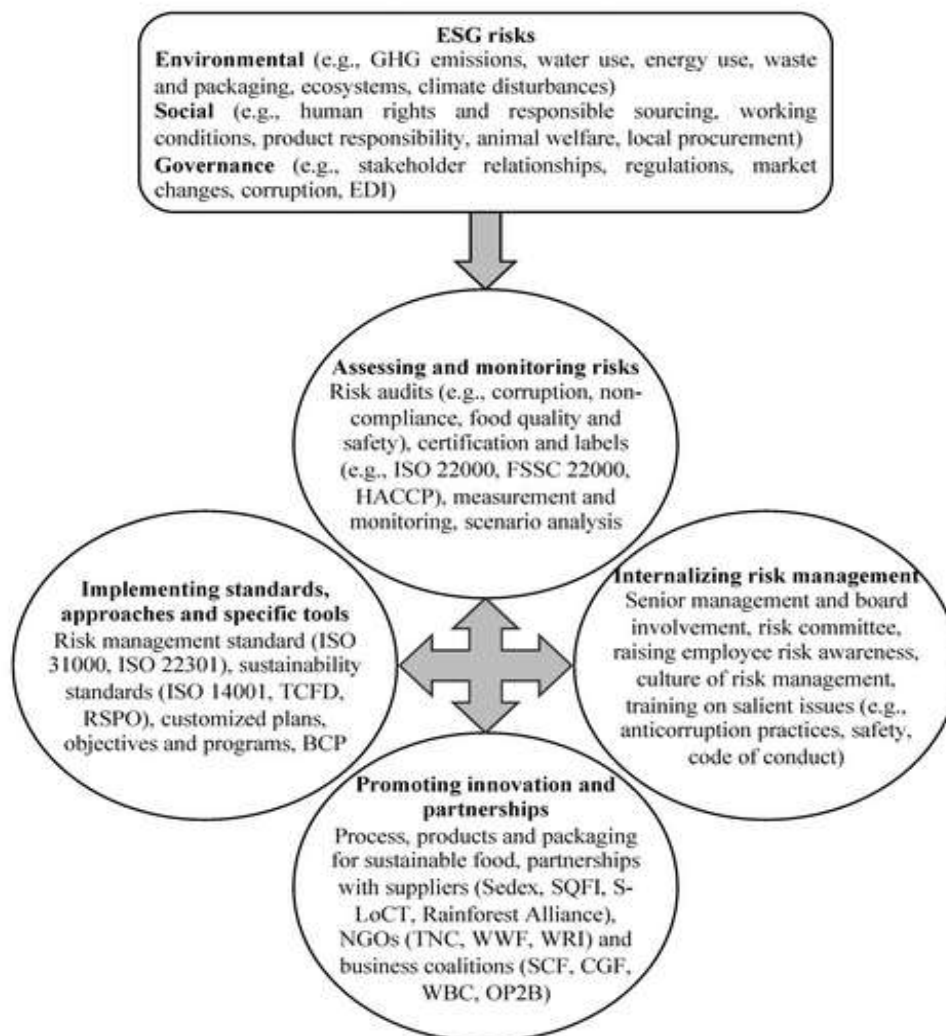 ESG risks
Environmental (e.g., GHG emissions, water use, energy use, waste
and packaging, ecosystems, climate disturbances)
Social (e.g., human rights and responsible sourcing, working
conditions, product responsibility, animal welfare, local procurement)
Governance (e.g., stakeholder relationships, regulations, market
changes, corruption, EDI)
Assessing and monitoring risks
Risk audits (e.g., corruption, non-
compliance, food quality and
safety), certification and labels
(e.g., ISO 22000, FSSC 22000,
HACCP), measurement and
monitoring, scenario analysis
Implementing standards,
approaches and specific tools
Risk management standard (ISO
31000, ISO 22301), sustainability
standards (ISO 14001, TCFD,
RSPO), customized plans,
objectives and programs, BCP
Internalizing risk management
Senior management and board
involvement, risk committee,
raising employee risk awareness,
culture of risk management,
training on salient issues (e.g.,
anticorruption practices, safety,
code of conduct)
Promoting innovation and
partnerships
Process, products and packaging
for sustainable food, partnerships
with suppliers (Sedex, SQFI, S-
LoCT, Rainforest Alliance),
NGOs (TNC, WWF, WRI) and
business coalitions (SCF, CGF,
WBC, OP2B)